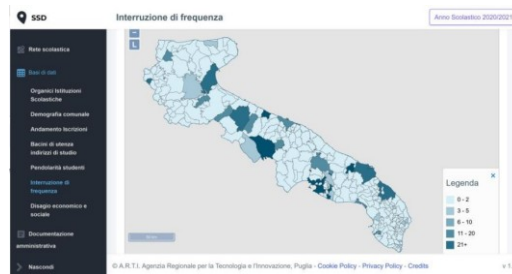 SSD
Interruzione di frequenza
Anno Scolastico 2020/2021
Rete scolastica
Basi di dati
Organici Istituzioni
Scolastiche
Demografia comunale
Andamento Iscrizioni
Bacini di utenza
indirizzi di studio
Pendolarità studenti
Interruzione di
frequenza
Disagio economico e
sociale
Documentazione
amministrativa
Nascondi
L
Legenda
0 - 2
3 - 5
6 - 10
11 - 20
21+
© A.R.T.I. Agenzia Regionale per la Tecnologia e l'Innovazione, Puglia - Cookie Policy - Privacy Policy - Credits